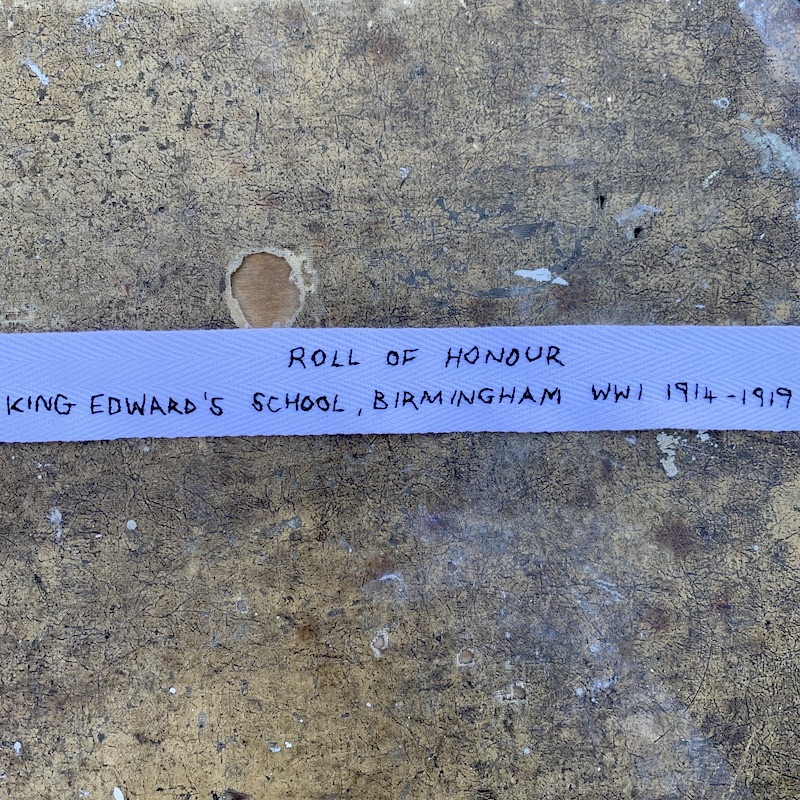 ROLL OF HONOUR
KING EDWARD'S SCHOOL, BIRMINGHAM WWI 1914-1919